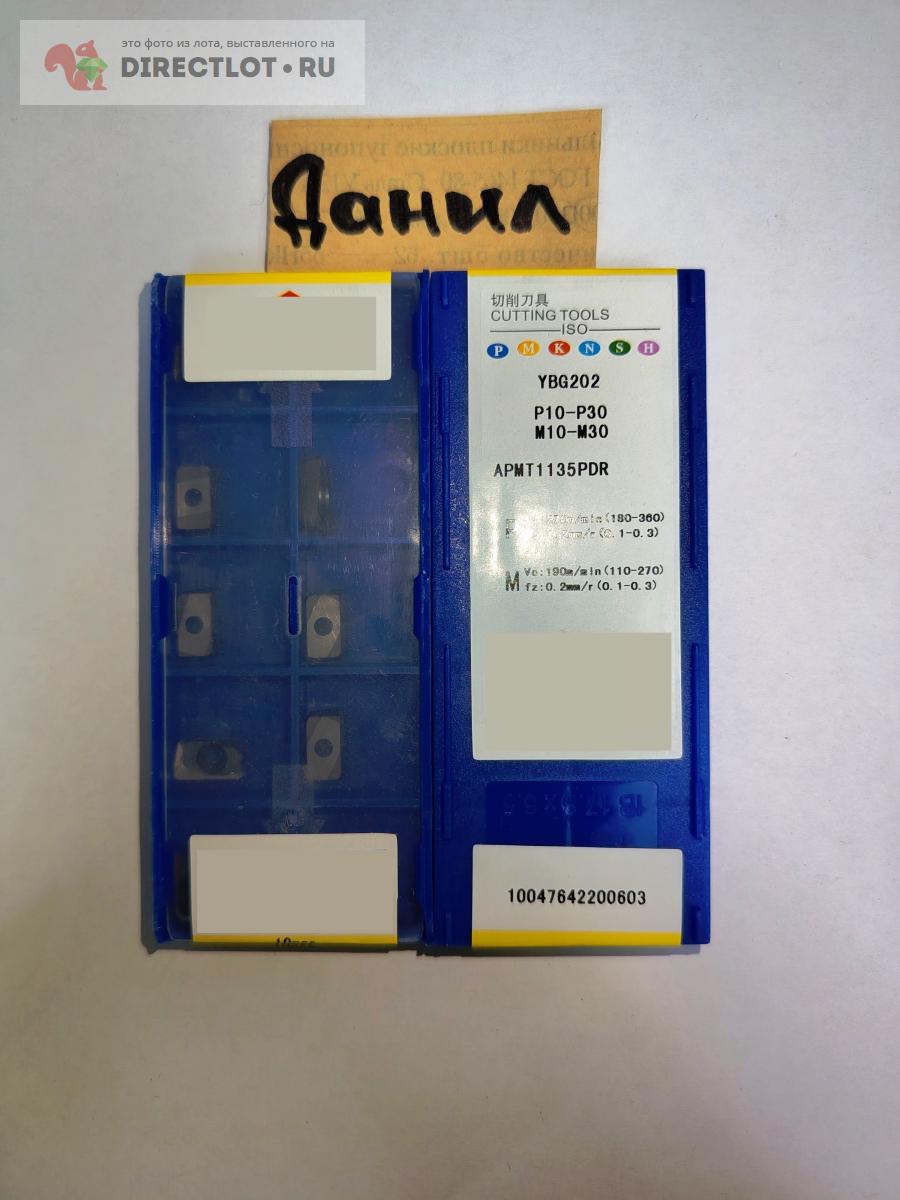 это фото из лота, выставленного на
DIRECTLOT.RU
Данил
切削刀具
CUTTING TOOLS
ISO
P M K N S H
YBG202
P10-P30
M10-M30
APMT1135PDR
m/min(180-360)
mm/r(0.1-0.3)
M Vc:190m/min(110-270)
fz:0.2mm/r(0.1-0.3)
10047642200603